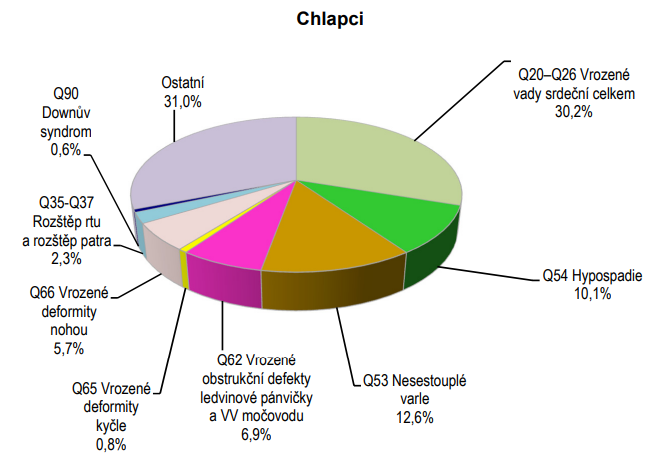 Chlapci
Q20–Q26 Vrozené
vady srdeční celkem
30,2%
Q54 Hypospadie
10,1%
Q53 Nesestouplé
varle
12,6%
Q62 Vrozené
obstrukční defekty
ledvinové pánvičky
a VV močovodu
6,9%
Q65 Vrozené
deformity
kyčle
0,8%
Q66 Vrozené
deformity
nohou
5,7%
Q35-Q37
Rozštěp rtu
a rozštěp patra
2,3%
Q90
Downův
syndrom
0,6%
Ostatní
31,0%